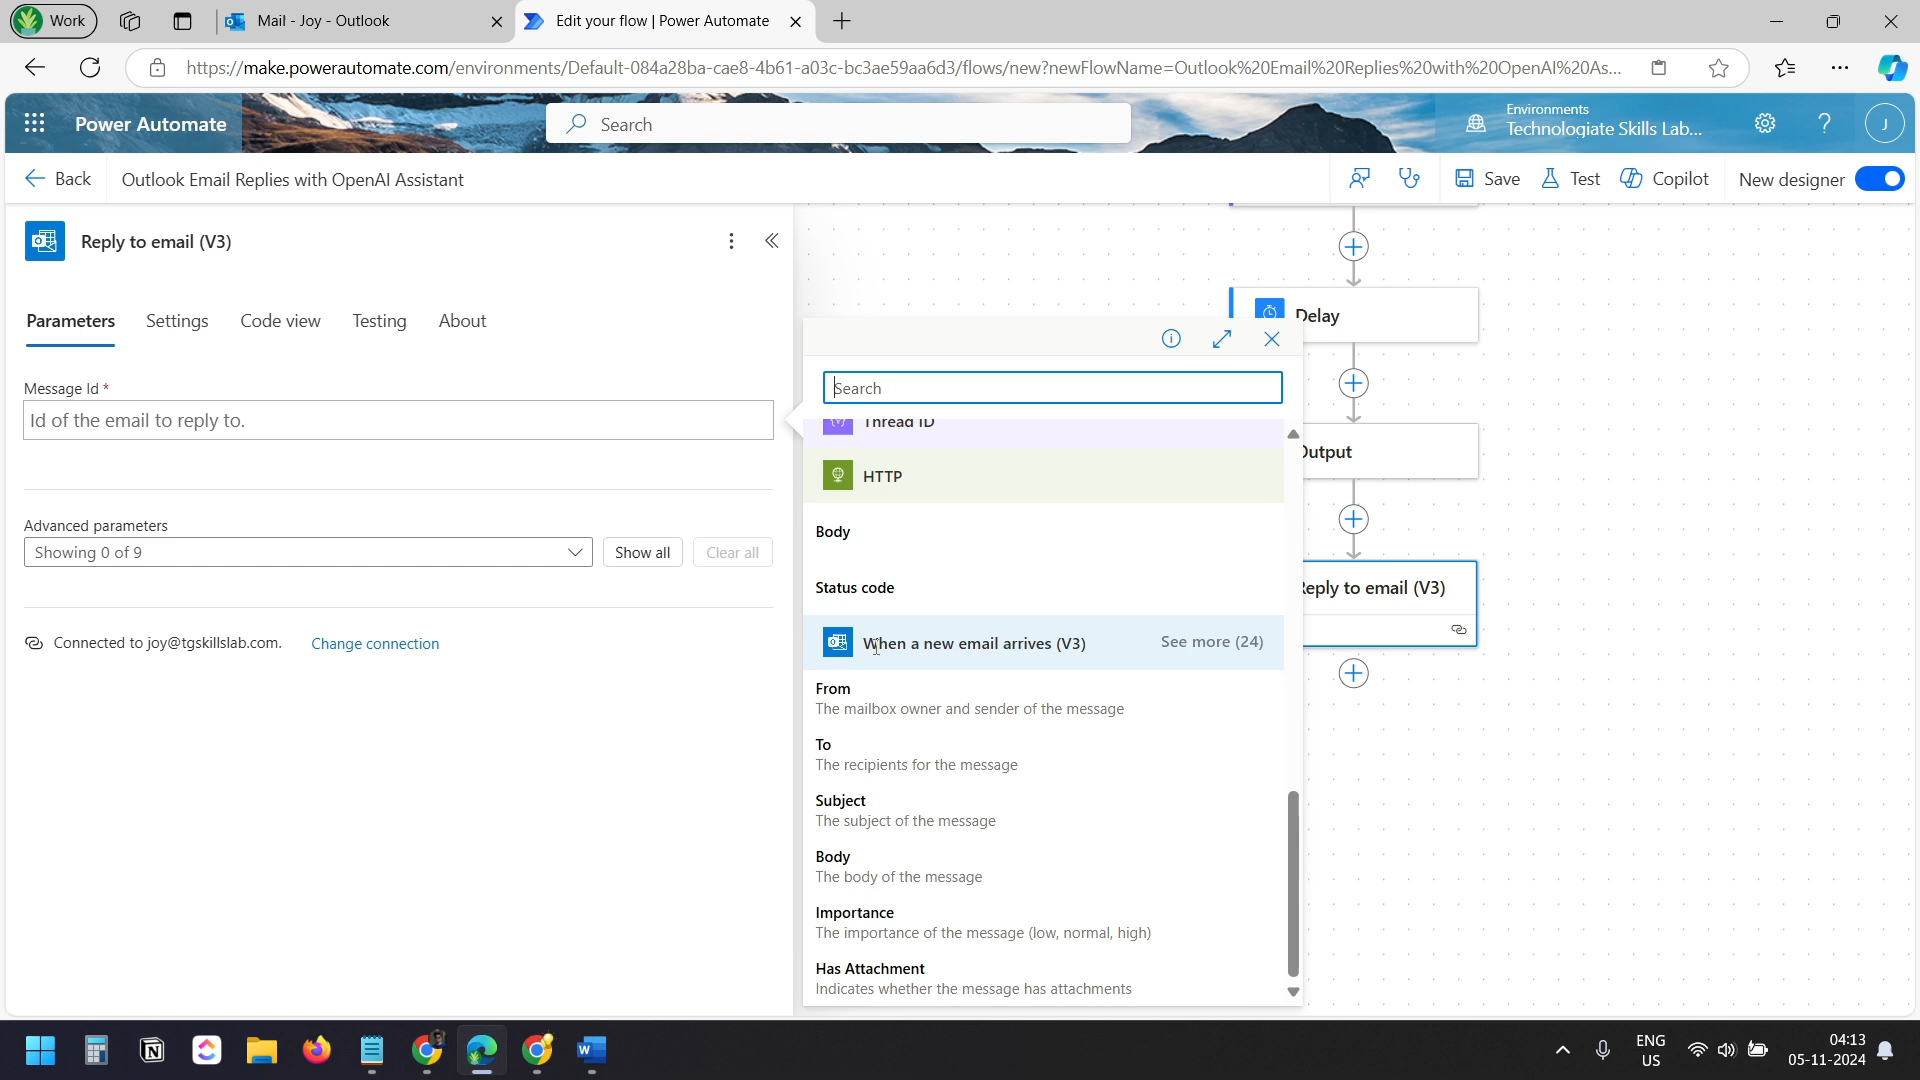 Work
Mail - Joy - Outlook
Edit your flow | Power Automate
https://make.powerautomate.com/environments/Default-084a28ba-cae8-4b61-a03c-bc3ae59aa6d3/flows/new?newFlowName=Outlook%20Email%20Replies%20with%20OpenAI%20As...
Power Automate
Search
Environments
Technologiate Skills Lab...
J
Back
Outlook Email Replies with OpenAI Assistant
Save
Test
Copilot
New designer
Reply to email (V3)
Parameters
Settings
Code view
Testing
About
Message Id *
Id of the email to reply to.
Advanced parameters
Showing 0 of 9
Show all
Clear all
Connected to joy@tgskillslab.com.
Change connection
Search
Thread ID
HTTP
Body
Status code
When a new email arrives (V3)
See more (24)
From
The mailbox owner and sender of the message
To
The recipients for the message
Subject
The subject of the message
Body
The body of the message
Importance
The importance of the message (low, normal, high)
Has Attachment
Indicates whether the message has attachments
Delay
Output
Reply to email (V3)
ENG
US
04:13
05-11-2024